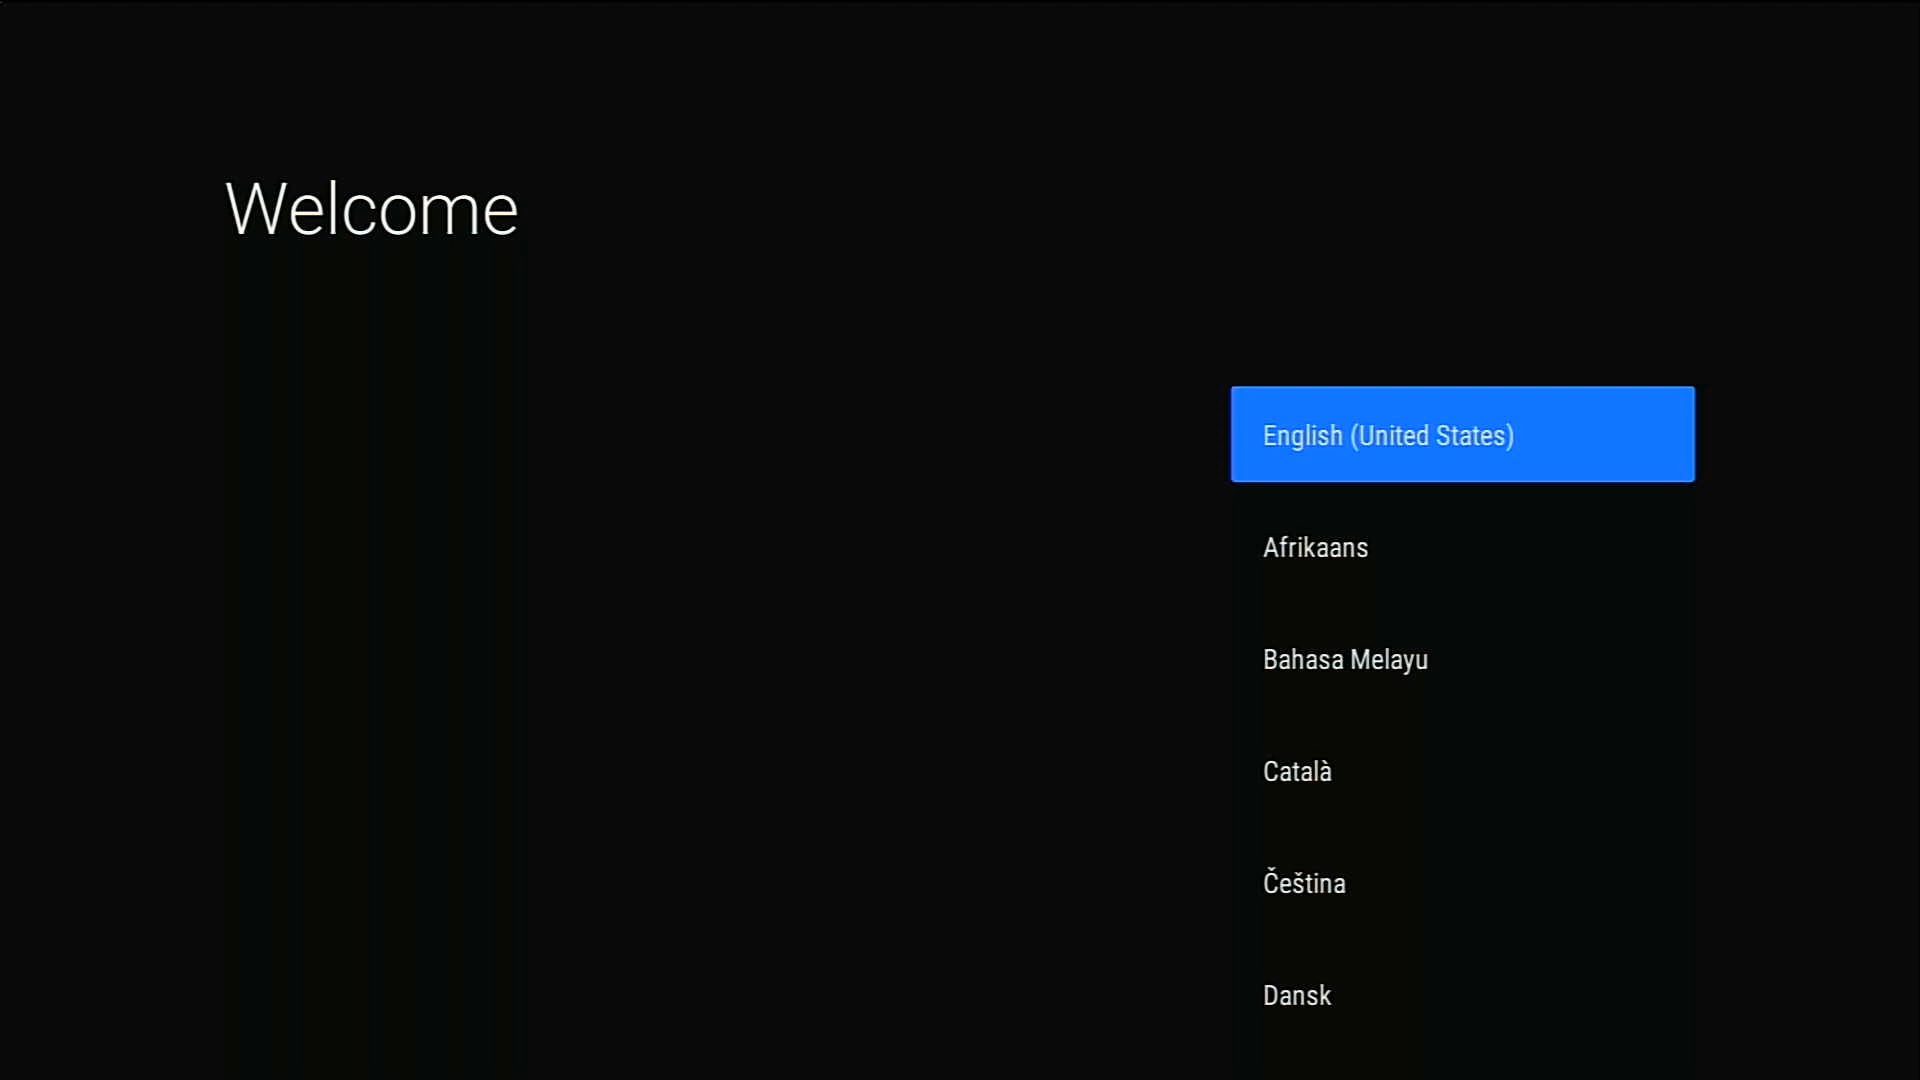 Welcome
English (United States)
Afrikaans
Bahasa Melayu
Català
Čeština
Dansk